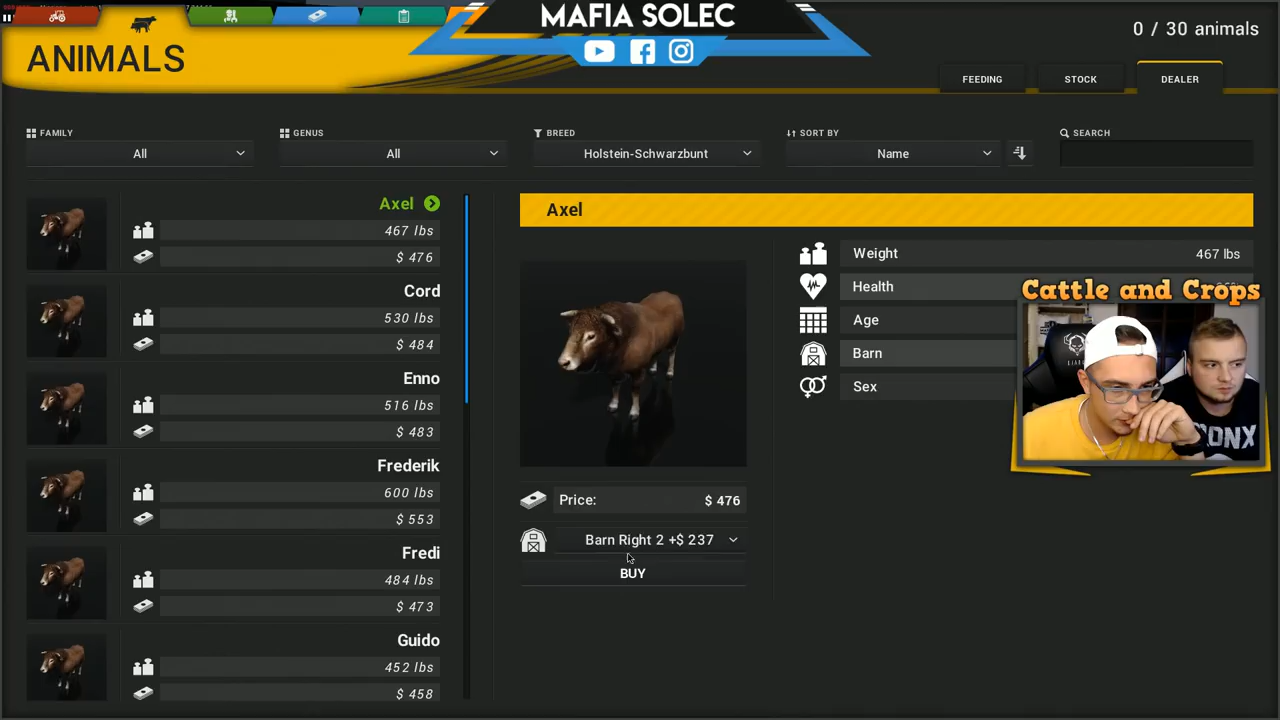 MAFIA SOLEC
0 / 30 animals
ANIMALS
FEEDING
STOCK
DEALER
FAMILY
GENUS
BREED
SORT BY
SEARCH
All
All
Holstein-Schwarzbunt
Name
Axel
467 lbs
$ 476
Cord
530 lbs
$ 484
Enno
516 lbs
$ 483
Frederik
600 lbs
$ 553
Fredi
484 lbs
$ 473
Guido
452 lbs
$ 458
Axel
Price:
$ 476
Barn Right 2 +$ 237
BUY
Weight
467 lbs
Health
Age
Barn
Sex
Cattle and Crops